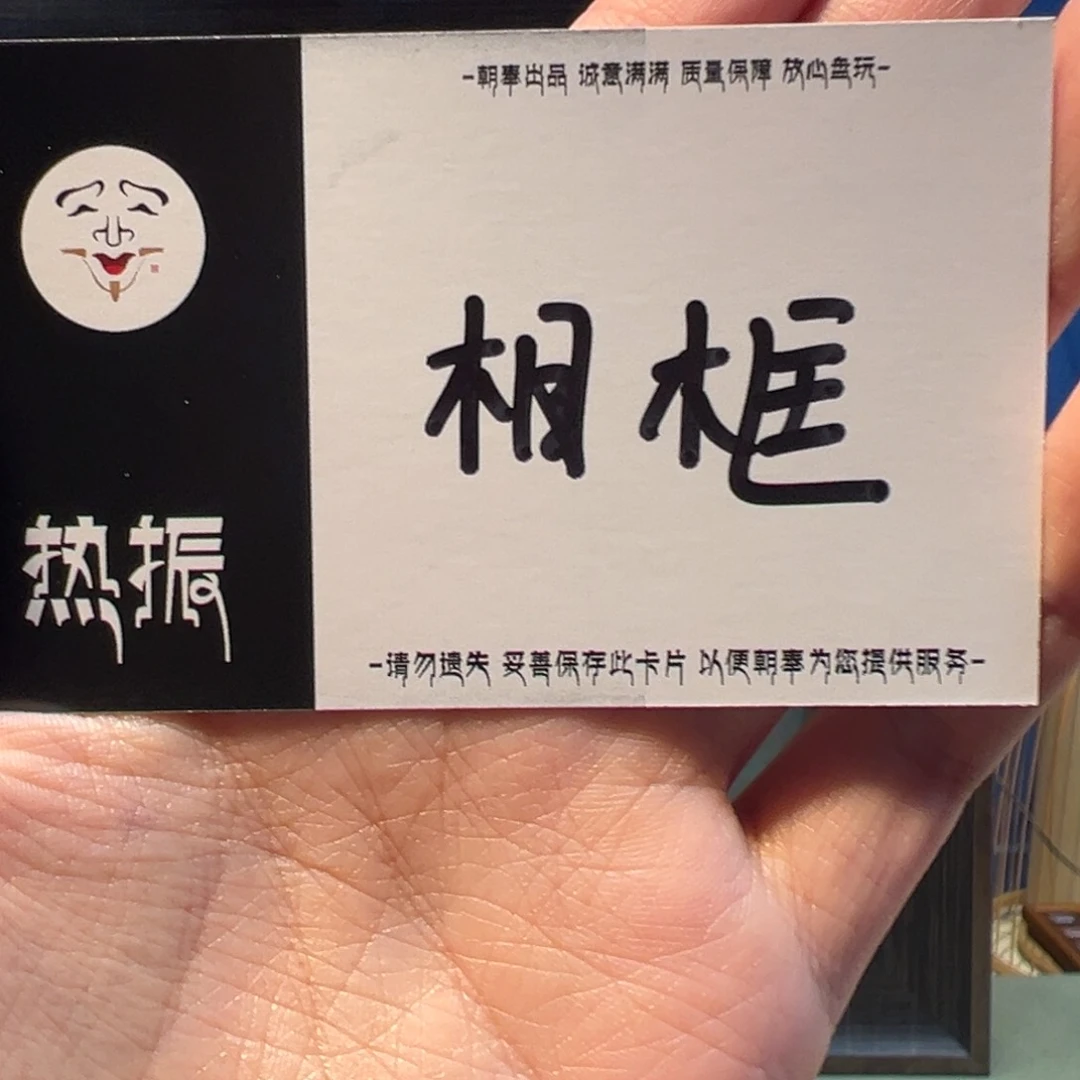 -朝奉出品 诚意满满 质量保障 放心盘玩-
相框
热振
-请勿遗失 妥善保存此卡片 以便朝奉为您提供服务-